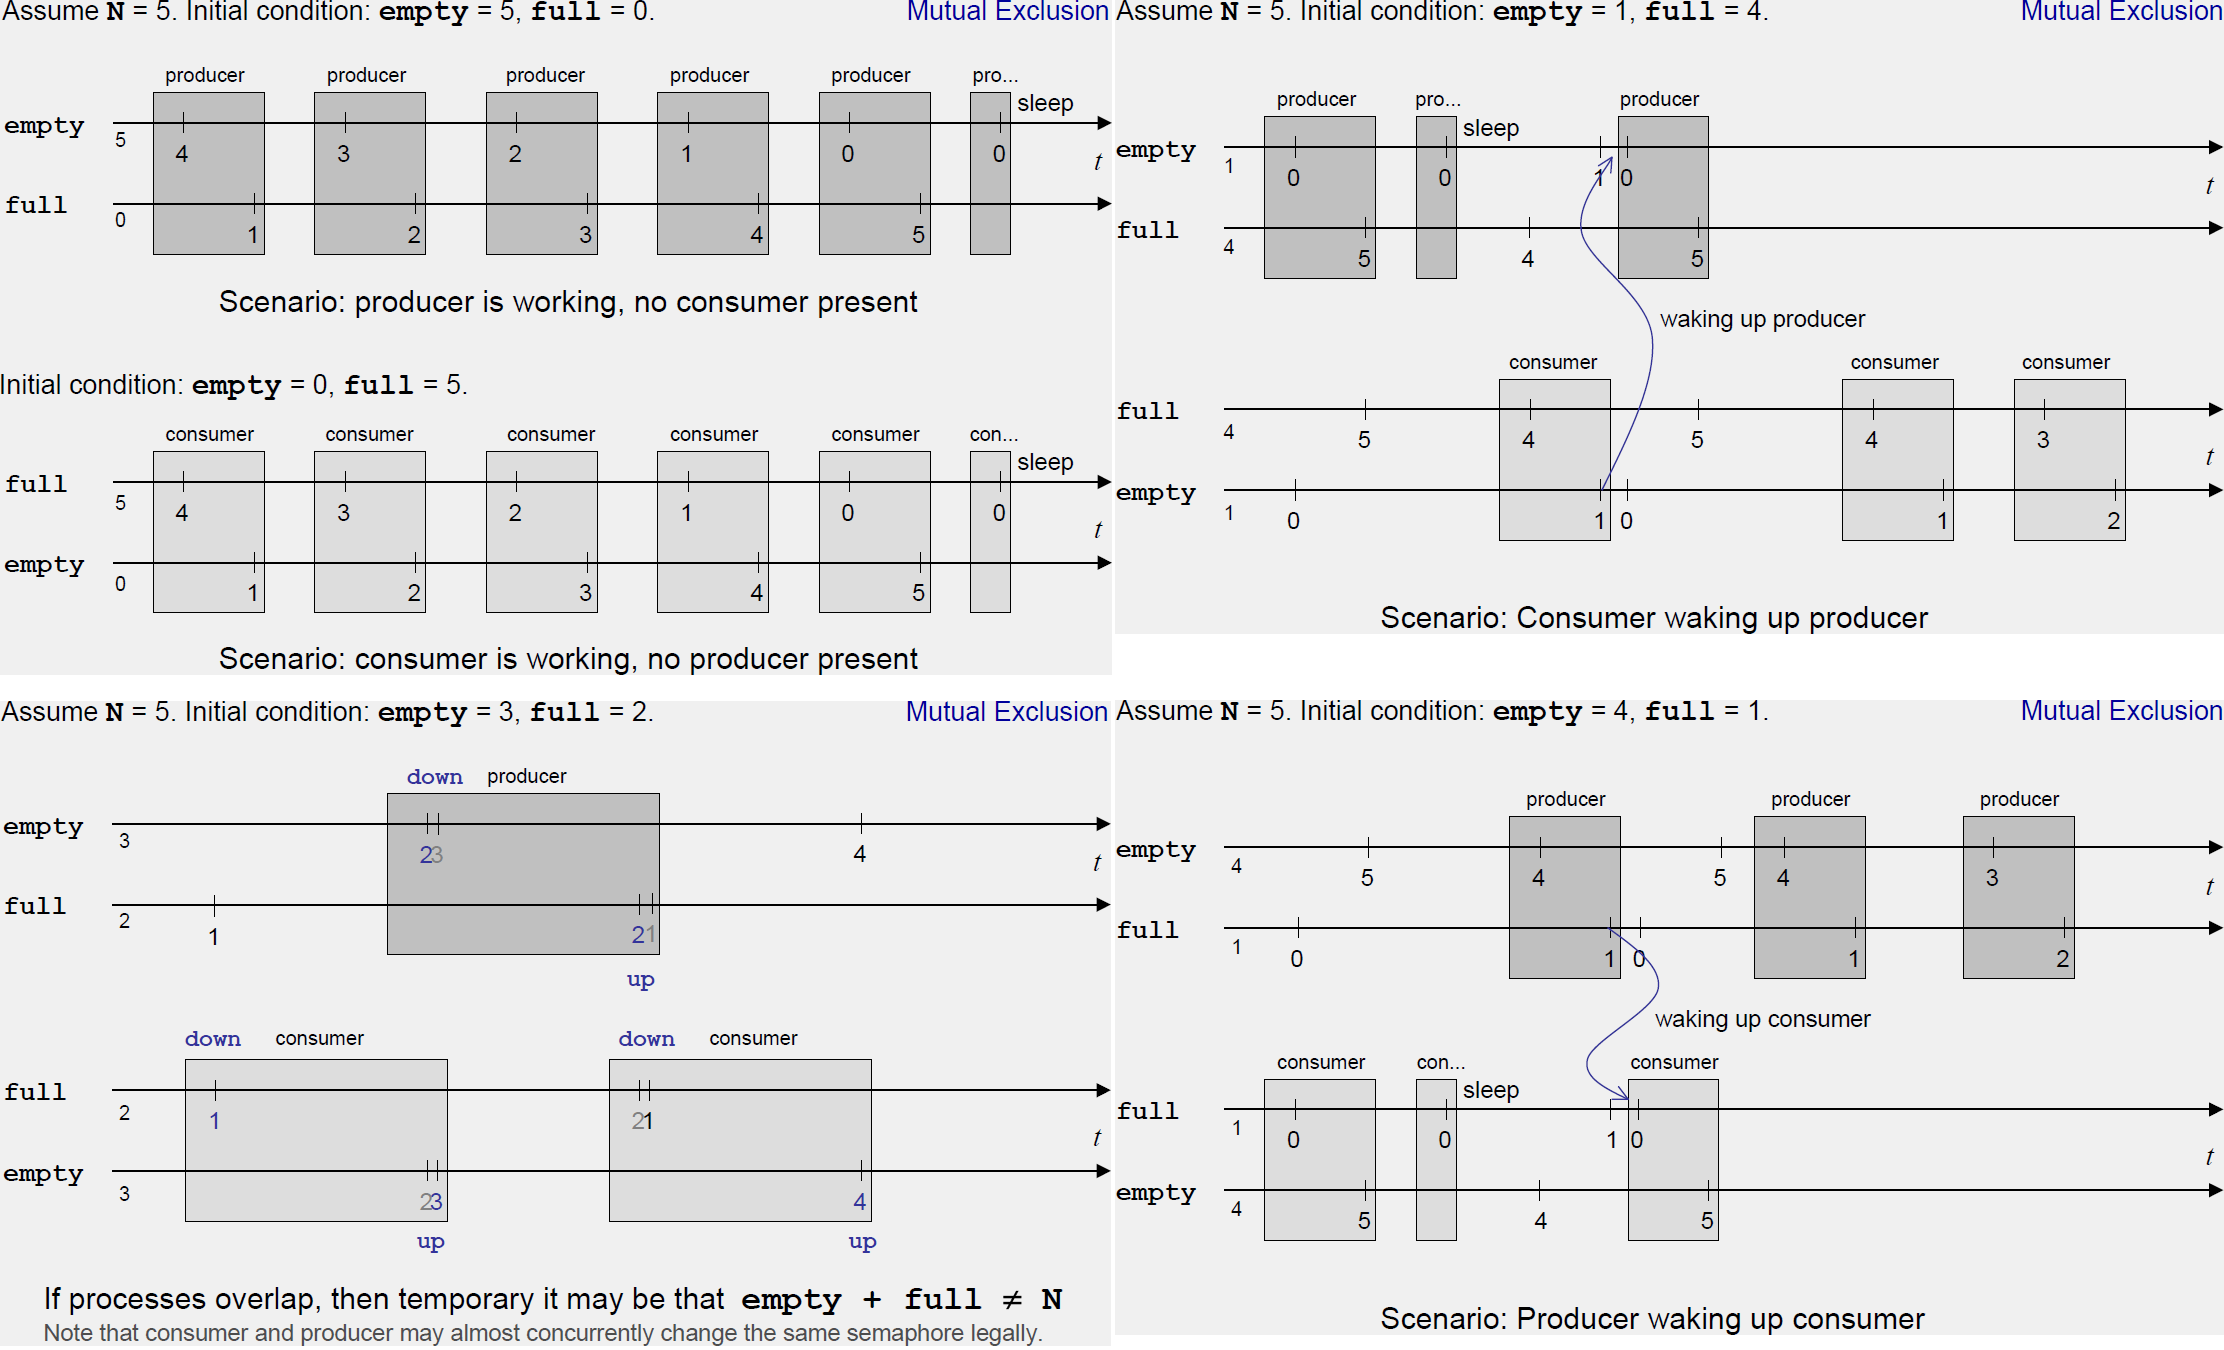 Assume N = 5. Initial condition: empty = 5, full = 0.
Mutual Exclusion
producer producer producer producer producer pro...
sleep
empty 5 4 3 2 1 0 0
t
full 0 1 2 3 4 5
Scenario: producer is working, no consumer present
Initial condition: empty = 0, full = 5.
consumer consumer consumer consumer consumer con...
sleep
full 5 4 3 2 1 0 0
t
empty 0 1 2 3 4 5
Scenario: consumer is working, no producer present
Assume N = 5. Initial condition: empty = 1, full = 4.
Mutual Exclusion
producer pro... producer
sleep
empty 1 0 0 1 0
t
full 4 5 4 5
waking up producer
consumer consumer consumer
full 4 5 4 5 4 3
t
empty 1 0 1 0 1 2
Scenario: Consumer waking up producer
Assume N = 5. Initial condition: empty = 3, full = 2.
Mutual Exclusion
down producer
empty 3 2 3 4
t
full 2 1 2 1
up
down consumer down consumer
full 2 1 2 1
t
empty 3 2 3 4
up up
If processes overlap, then temporary it may be that empty + full ≠ N
Note that consumer and producer may almost concurrently change the same semaphore legally.
Assume N = 5. Initial condition: empty = 4, full = 1.
Mutual Exclusion
producer producer producer
empty 4 5 4 5 4 3
t
full 1 0 1 0 1 2
waking up consumer
consumer con... consumer
sleep
full 1 0 0 1 0
t
empty 4 5 4 5
Scenario: Producer waking up consumer